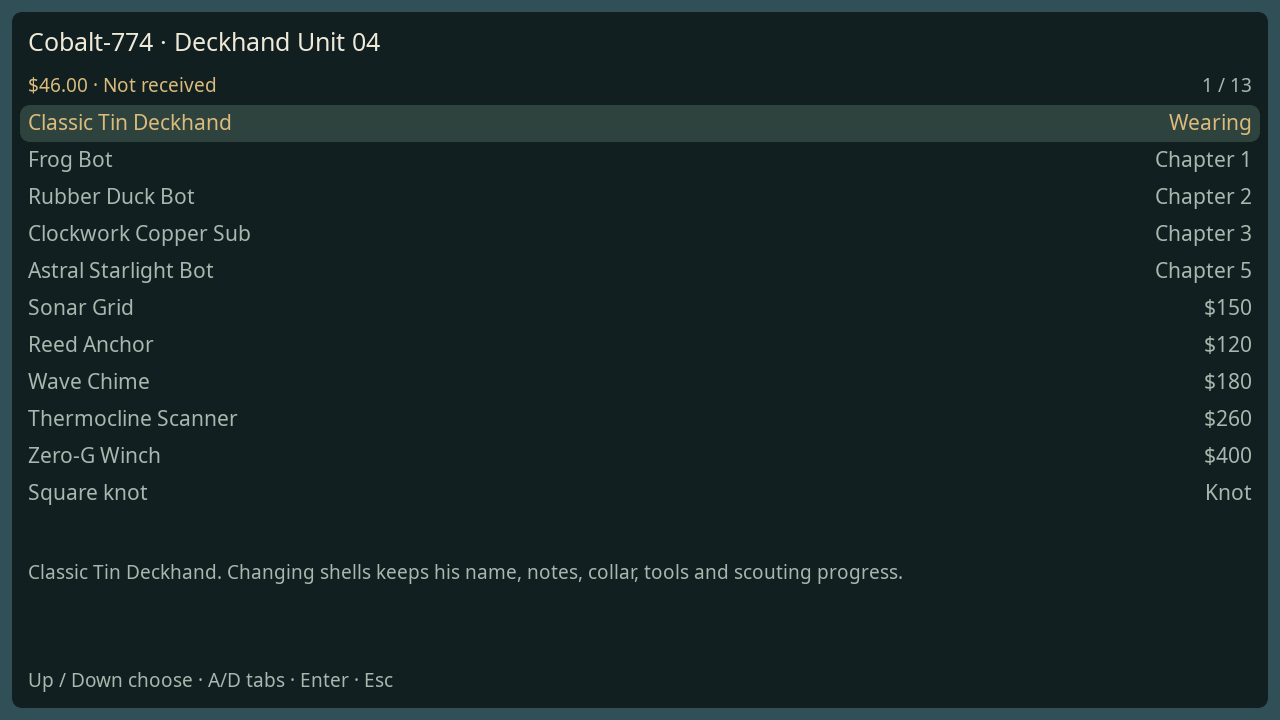 Cobalt-774 · Deckhand Unit 04
$46.00 · Not received 1 / 13
Classic Tin Deckhand Wearing
Frog Bot Chapter 1
Rubber Duck Bot Chapter 2
Clockwork Copper Sub Chapter 3
Astral Starlight Bot Chapter 5
Sonar Grid $150
Reed Anchor $120
Wave Chime $180
Thermocline Scanner $260
Zero-G Winch $400
Square knot Knot
Classic Tin Deckhand. Changing shells keeps his name, notes, collar, tools and scouting progress.
Up / Down choose · A/D tabs · Enter · Esc